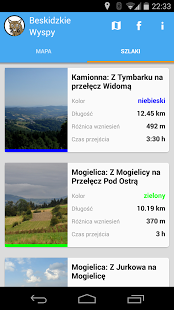 22:33
Beskidzkie
Wyspy
MAPA
SZLAKI
Kamionna: Z Tymbarku na
przełęcz Widomą
Kolor niebieski
Długość 12.45 km
Różnica wzniesień 492 m
Czas przejścia 3:30 h
Mogielica: Z Mogielicy na
Przełęcz Pod Ostrą
Kolor zielony
Długość 10.19 km
Różnica wzniesień 370 m
Czas przejścia 3 h
Mogielica: Z Jurkowa na
Mogielicę